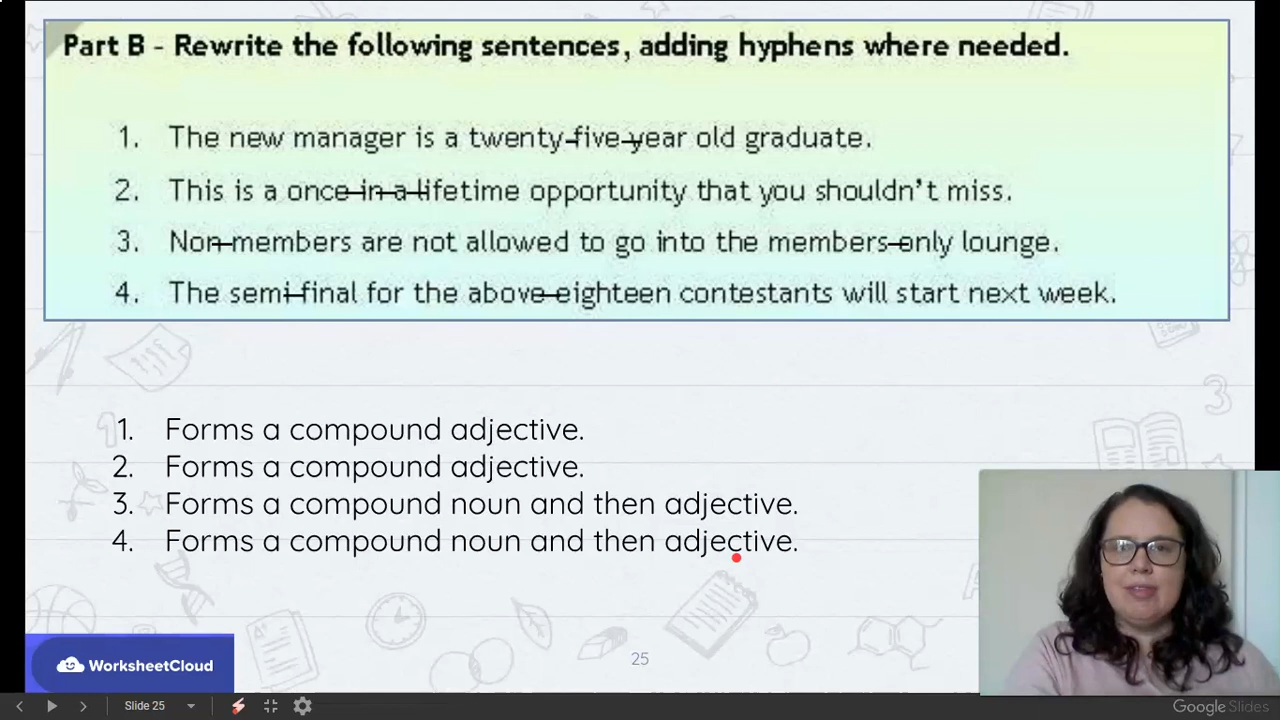 Part B - Rewrite the following sentences, adding hyphens where needed.
1. The new manager is a twenty-five-year old graduate.
2. This is a once-in-a-lifetime opportunity that you shouldn't miss.
3. Non-members are not allowed to go into the members-only lounge.
4. The semi-final for the above-eighteen contestants will start next week.
1. Forms a compound adjective.
2. Forms a compound adjective.
3. Forms a compound noun and then adjective.
4. Forms a compound noun and then adjective.
WorksheetCloud
25
Slide 25
Google Slides